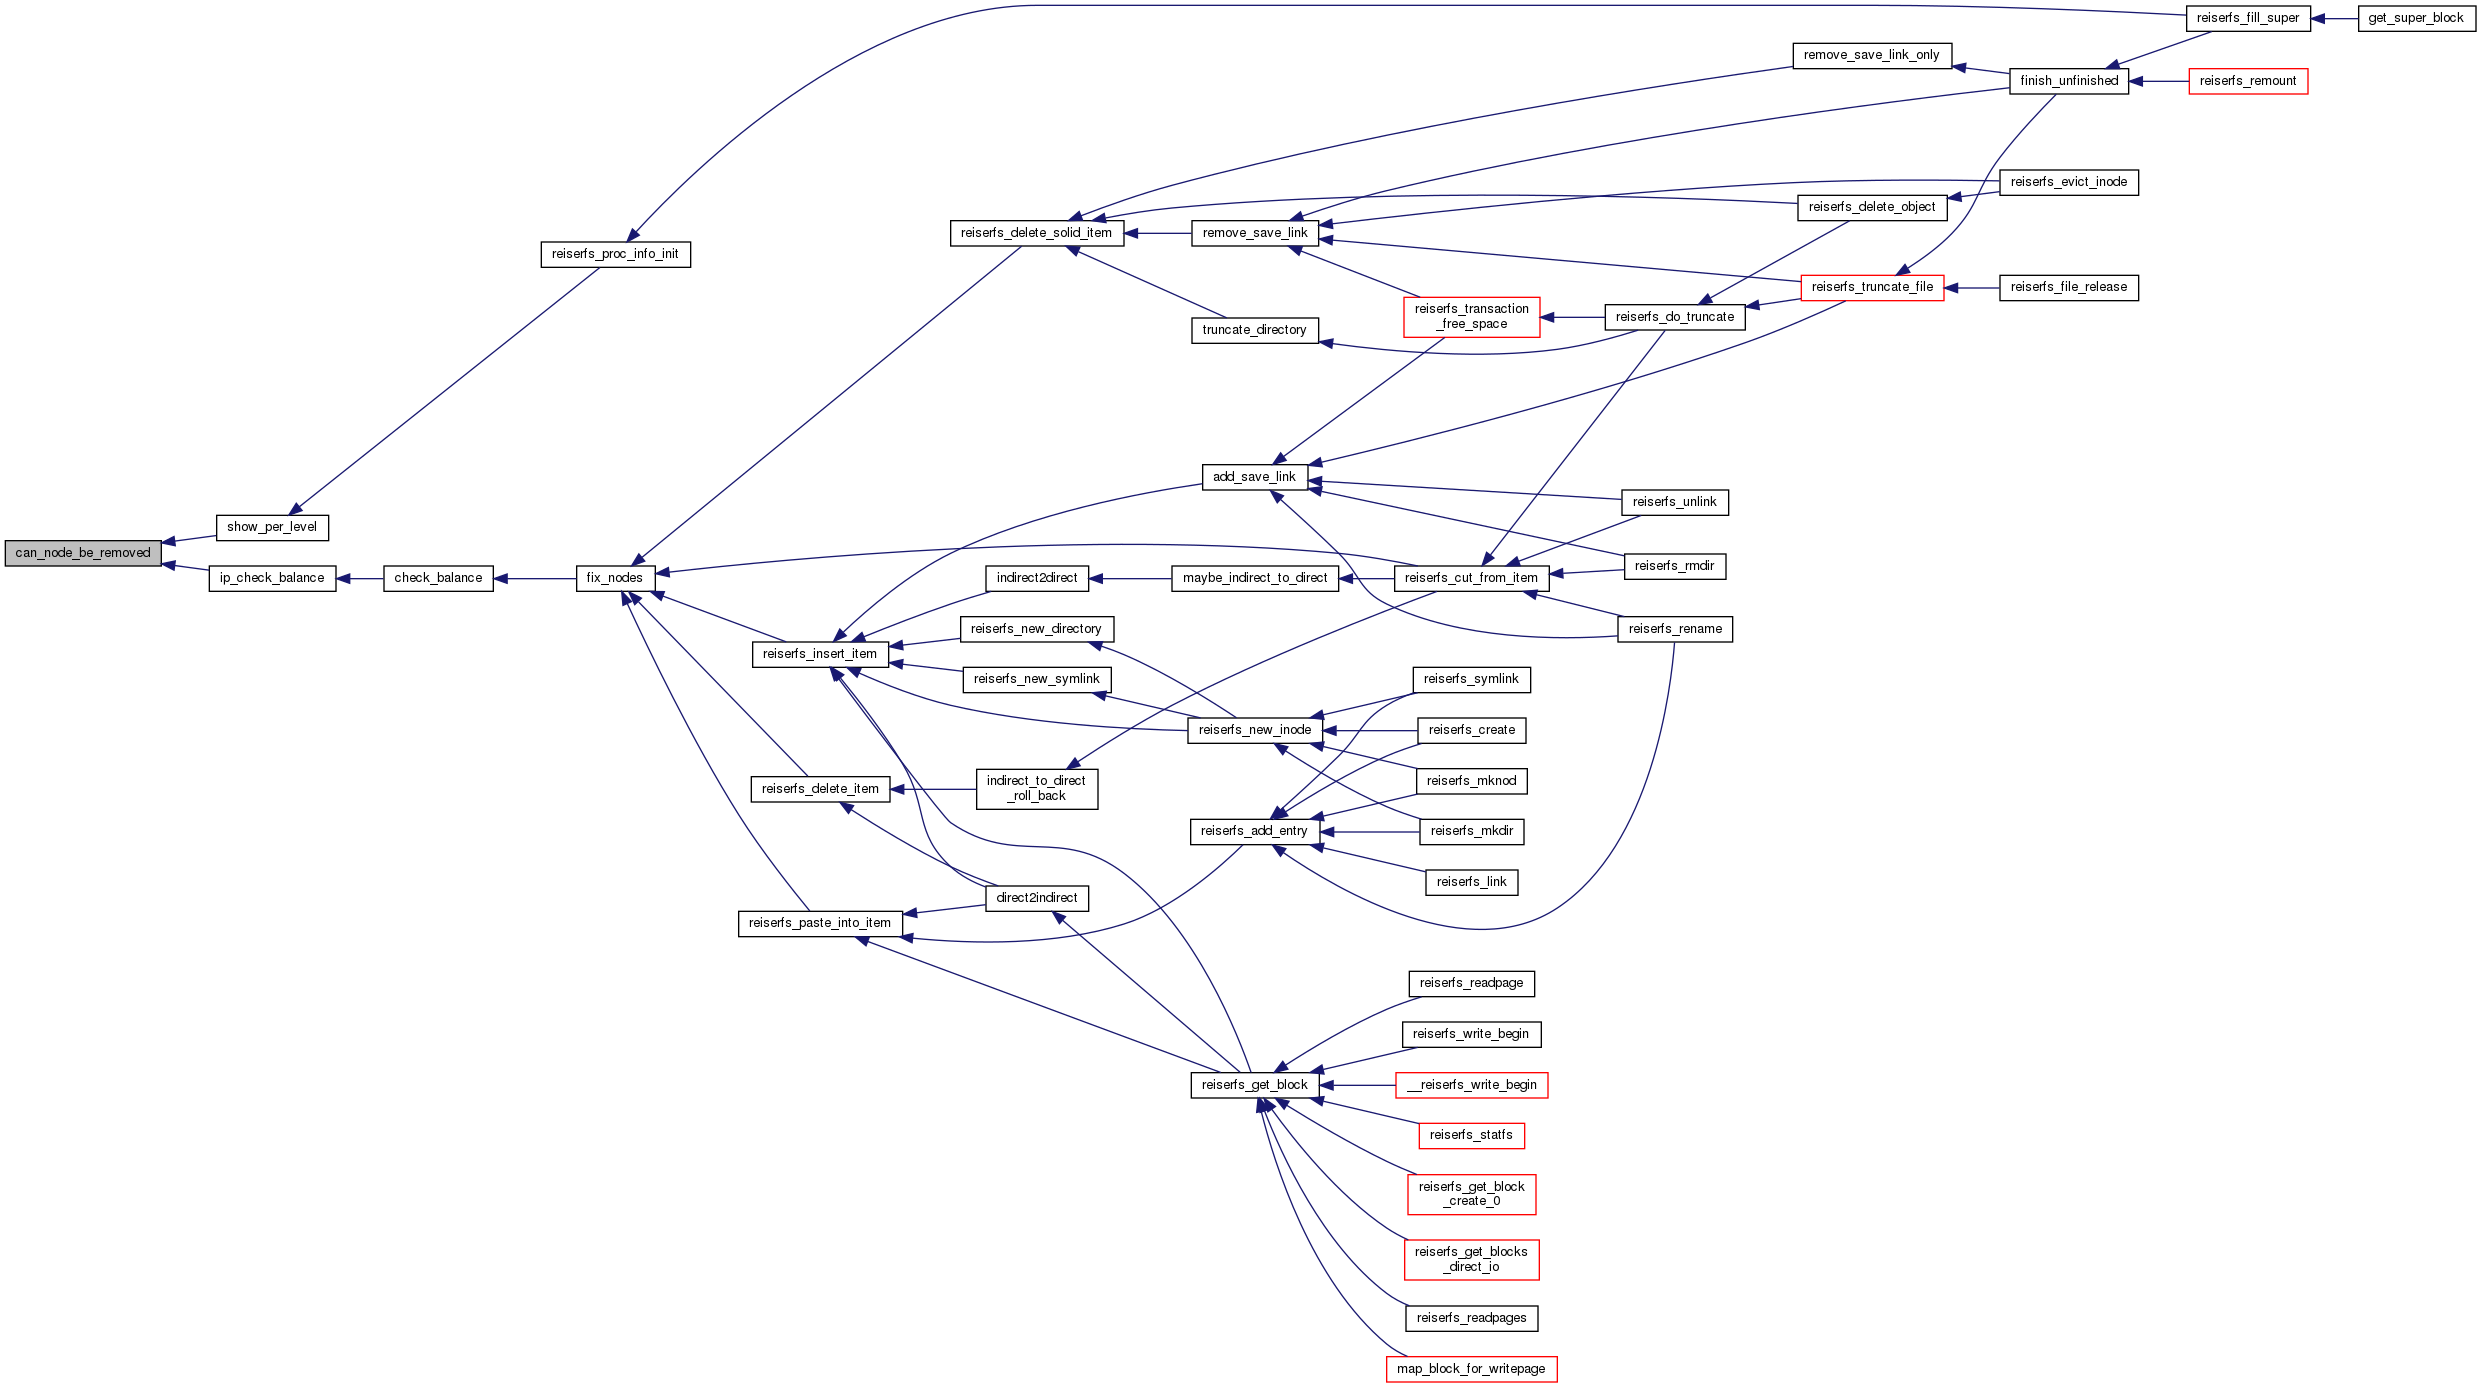 can_node_be_removed
show_per_level
ip_check_balance
reiserfs_proc_info_init
check_balance
fix_nodes
reiserfs_insert_item
reiserfs_delete_item
reiserfs_paste_into_item
reiserfs_delete_solid_item
indirect2direct
reiserfs_new_directory
reiserfs_new_symlink
indirect_to_direct
_roll_back
direct2indirect
remove_save_link
truncate_directory
add_save_link
maybe_indirect_to_direct
reiserfs_new_inode
reiserfs_add_entry
reiserfs_get_block
reiserfs_transaction
_free_space
reiserfs_cut_from_item
reiserfs_symlink
reiserfs_create
reiserfs_mknod
reiserfs_mkdir
reiserfs_link
reiserfs_readpage
reiserfs_write_begin
__reiserfs_write_begin
reiserfs_statfs
reiserfs_get_block
_create_0
reiserfs_get_blocks
_direct_io
reiserfs_readpages
map_block_for_writepage
reiserfs_do_truncate
reiserfs_unlink
reiserfs_rmdir
reiserfs_rename
remove_save_link_only
reiserfs_delete_object
reiserfs_truncate_file
finish_unfinished
reiserfs_evict_inode
reiserfs_file_release
reiserfs_fill_super
reiserfs_remount
get_super_block